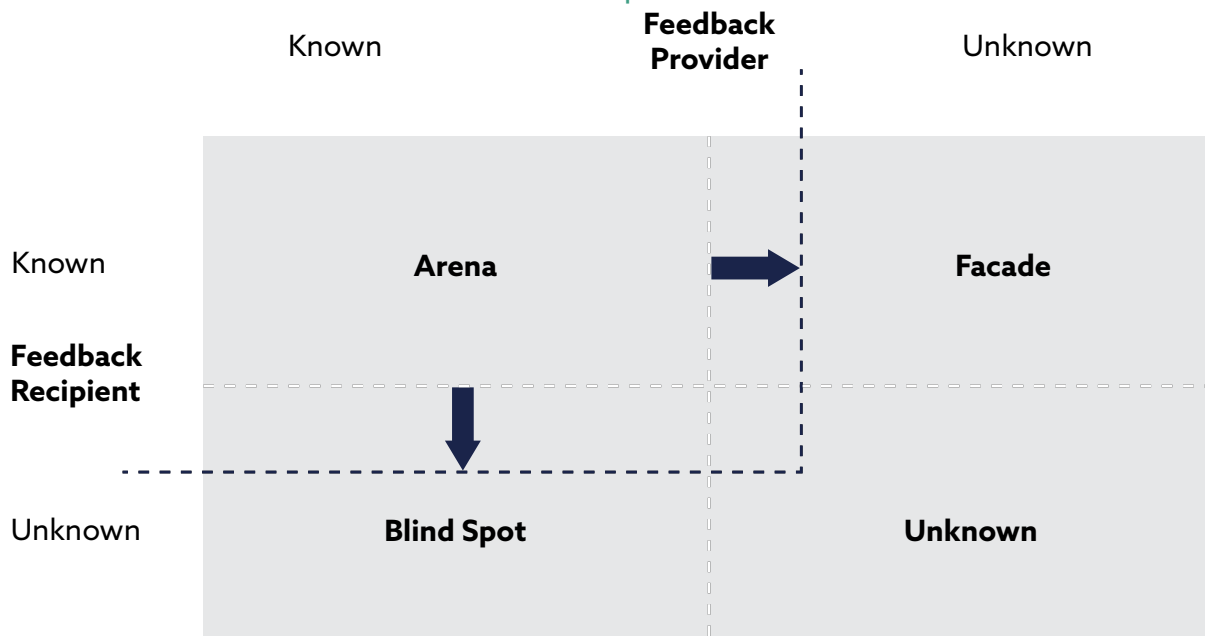 Known
Feedback
Provider
Unknown
Known
Arena
Facade
Feedback
Recipient
Unknown
Blind Spot
Unknown